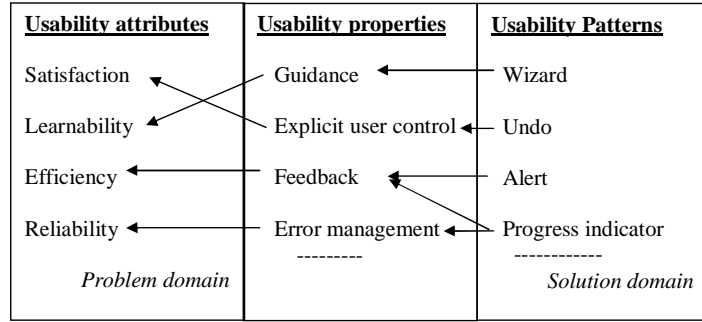 Usability attributes Usability properties Usability Patterns
Satisfaction Guidance Wizard
Learnability Explicit user control Undo
Efficiency Feedback Alert
Reliability Error management Progress indicator
--------- ------------
Problem domain Solution domain